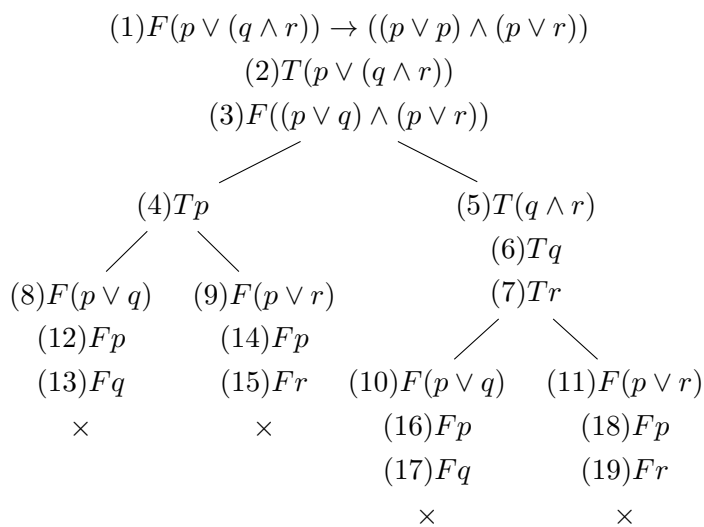 (1)F(p ∨ (q ∧ r)) → ((p ∨ p) ∧ (p ∨ r))
(2)T(p ∨ (q ∧ r))
(3)F((p ∨ q) ∧ (p ∨ r))
(4)Tp
(5)T(q ∧ r)
(6)Tq
(7)Tr
(8)F(p ∨ q)
(12)Fp
(13)Fq
×
(9)F(p ∨ r)
(14)Fp
(15)Fr
×
(10)F(p ∨ q)
(16)Fp
(17)Fq
×
(11)F(p ∨ r)
(18)Fp
(19)Fr
×